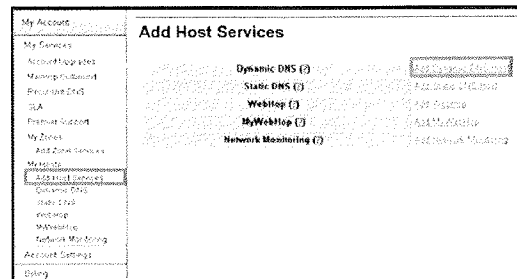 My Account
My Services
Account Upgrades
MailHop Outbound
Recursive DNS
SLA
Premier Support
My Zones
Add Zone Services
My Hosts
Add Host Services
Dynamic DNS
Static DNS
WebHop
MyWebHop
Network Monitoring
Account Settings
Billing
Add Host Services
Dynamic DNS (?)
Add Dynamic DNS Host
Static DNS (?)
Add Static DNS Host
WebHop (?)
Add WebHop
MyWebHop (?)
Add MyWebHop
Network Monitoring (?)
Add Network Monitoring